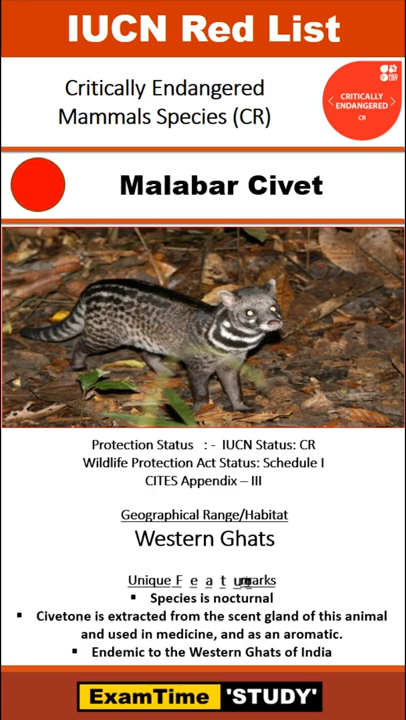 IUCN Red List
Critically Endangered
Mammals Species (CR)
CRITICALLY
ENDANGERED
CR
Malabar Civet
Protection Status : - IUCN Status: CR
Wildlife Protection Act Status: Schedule I
CITES Appendix – III
Geographical Range/Habitat
Western Ghats
Unique
▪ Species is nocturnal
▪ Civetone is extracted from the scent gland of this animal
and used in medicine, and as an aromatic.
▪ Endemic to the Western Ghats of India
ExamTime 'STUDY'